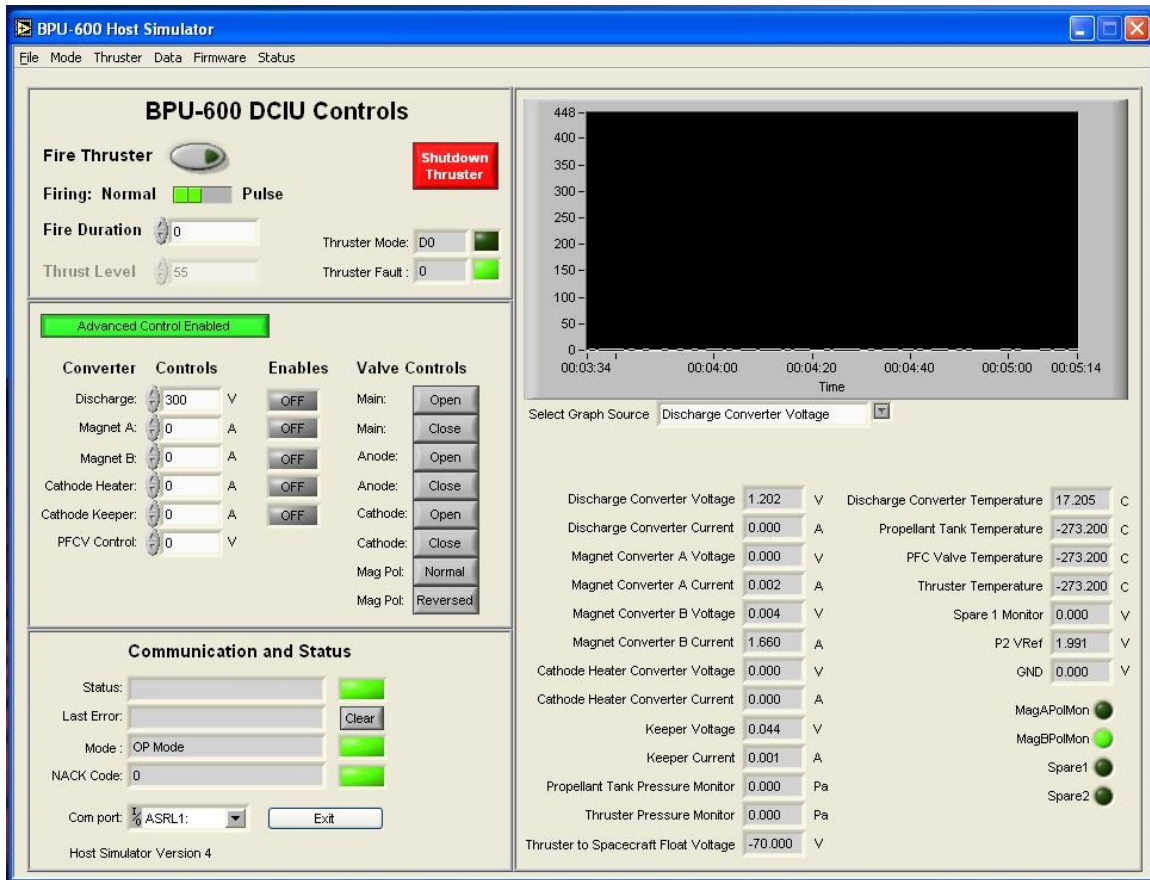 BPU-600 Host Simulator
File Mode Thruster Data Firmware Status
BPU-600 DCIU Controls
Fire Thruster
Shutdown
Thruster
Firing: Normal Pulse
Fire Duration 0
Thruster Mode: D0
Thrust Level 55
Thruster Fault : 0
Advanced Control Enabled
Converter Controls Enables Valve Controls
Discharge: 300 V OFF Main: Open
Magnet A: 0 A OFF Main: Close
Magnet B: 0 A OFF Anode: Open
Cathode Heater: 0 A OFF Anode: Close
Cathode Keeper: 0 A OFF Cathode: Open
PFCV Control: 0 V Cathode: Close
Mag Pol: Normal
Mag Pol: Reversed
Communication and Status
Status:
Last Error: Clear
Mode : OP Mode
NACK Code: 0
Com port: I/0 ASRL1: Exit
Host Simulator Version 4
448
400
350
300
250
200
150
100
50
0
00:03:34 00:04:00 00:04:20 00:04:40 00:05:00 00:05:14
Time
Select Graph Source Discharge Converter Voltage
Discharge Converter Voltage 1.202 V Discharge Converter Temperature 17.205 C
Discharge Converter Current 0.000 A Propellant Tank Temperature -273.200 C
Magnet Converter A Voltage 0.000 V PFC Valve Temperature -273.200 C
Magnet Converter A Current 0.002 A Thruster Temperature -273.200 C
Magnet Converter B Voltage 0.004 V Spare 1 Monitor 0.000 V
Magnet Converter B Current 1.660 A P2 VRef 1.991 V
Cathode Heater Converter Voltage 0.000 V GND 0.000 V
Cathode Heater Converter Current 0.000 A MagAPolMon
Keeper Voltage 0.044 V MagBPolMon
Keeper Current 0.001 A Spare1
Propellant Tank Pressure Monitor 0.000 Pa Spare2
Thruster Pressure Monitor 0.000 Pa
Thruster to Spacecraft Float Voltage -70.000 V